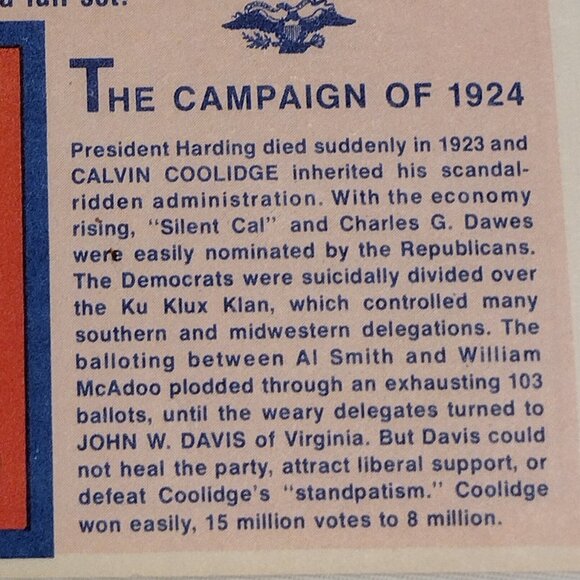 a fun set.
THE CAMPAIGN OF 1924
President Harding died suddenly in 1923 and
CALVIN COOLIDGE inherited his scandal-
ridden administration. With the economy
rising, "Silent Cal" and Charles G. Dawes
were easily nominated by the Republicans.
The Democrats were suicidally divided over
the Ku Klux Klan, which controlled many
southern and midwestern delegations. The
balloting between Al Smith and William
McAdoo plodded through an exhausting 103
ballots, until the weary delegates turned to
JOHN W. DAVIS of Virginia. But Davis could
not heal the party, attract liberal support, or
defeat Coolidge's "standpatism." Coolidge
won easily, 15 million votes to 8 million.